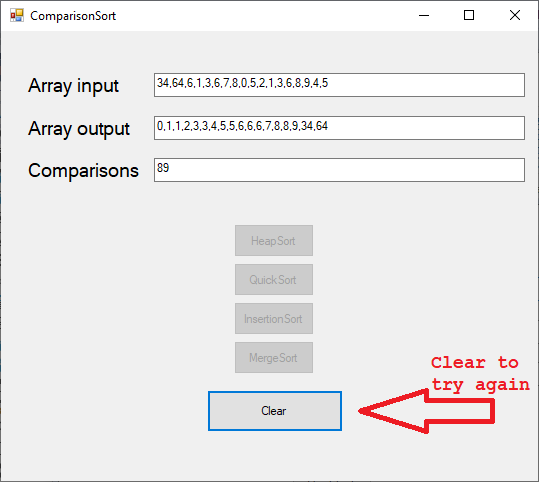 ComparisonSort
Array input 34,64,6,1,3,6,7,8,0,5,2,1,3,6,8,9,4,5
Array output 0,1,1,2,3,3,4,5,5,6,6,6,7,8,8,9,34,64
Comparisons 89
HeapSort
QuickSort
InsertionSort
MergeSort
Clear to
try again
Clear